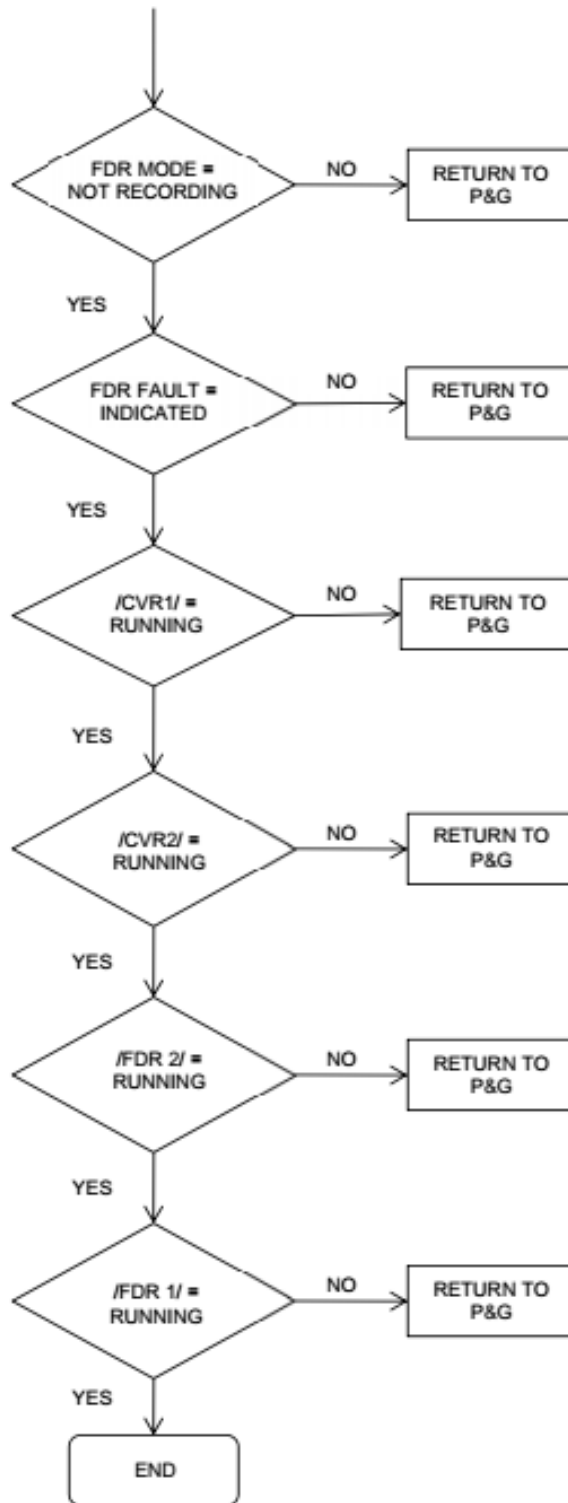 FDR MODE =
NOT RECORDING
NO
RETURN TO
P&G
YES
FDR FAULT =
INDICATED
NO
RETURN TO
P&G
YES
/CVR1/ =
RUNNING
NO
RETURN TO
P&G
YES
/CVR2/ =
RUNNING
NO
RETURN TO
P&G
YES
/FDR 2/ =
RUNNING
NO
RETURN TO
P&G
YES
/FDR 1/ =
RUNNING
NO
RETURN TO
P&G
YES
END